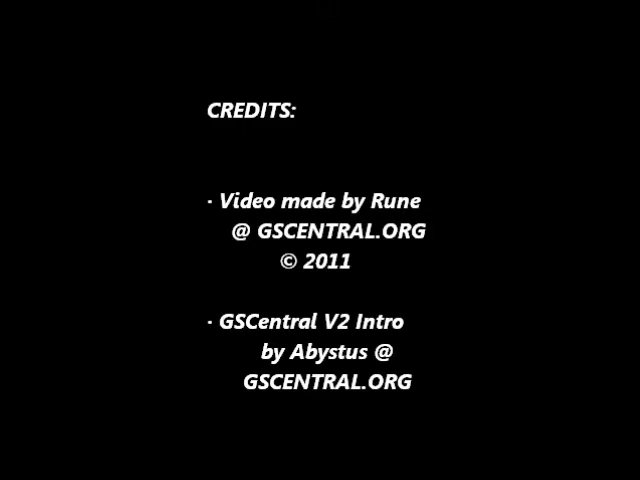 CREDITS:
· Video made by Rune
@ GSCENTRAL.ORG
© 2011
· GSCentral V2 Intro
by Abystus @
GSCENTRAL.ORG